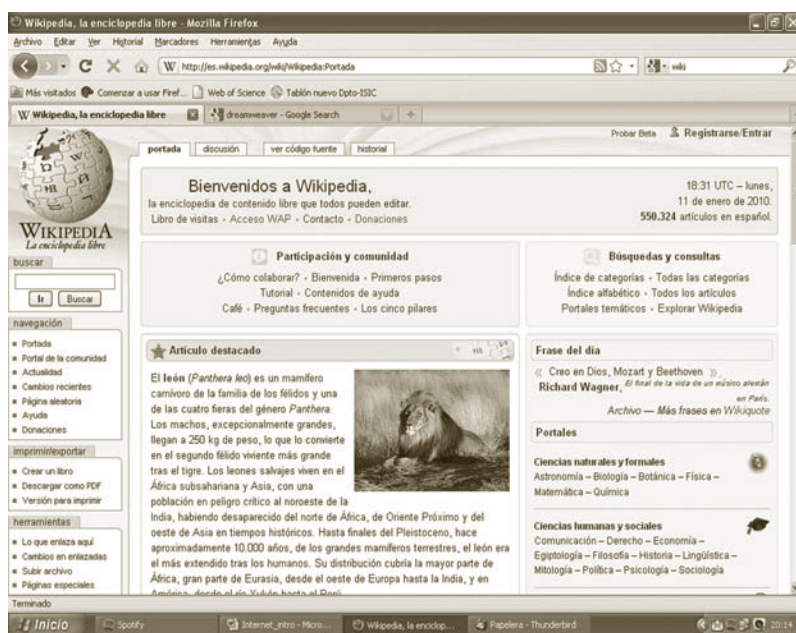 Wikipedia, la enciclopedia libre - Mozilla Firefox
Archivo Editar Ver Historial Marcadores Herramientas Ayuda
http://es.wikipedia.org/wiki/Wikipedia:Portada
wiki
Más visitados Comenzar a usar Firef... Web of Science Tablón nuevo Dpto-ISIC
Wikipedia, la enciclopedia libre dreamweaver - Google Search
Probar Beta Registrarse/Entrar
portada discusión ver código fuente historial
WIKIPEDIA
La enciclopedia libre
buscar
Ir Buscar
navegación
Portada
Portal de la comunidad
Actualidad
Cambios recientes
Página aleatoria
Ayuda
Donaciones
imprimir/exportar
Crear un libro
Descargar como PDF
Versión para imprimir
herramientas
Lo que enlaza aquí
Cambios en enlazadas
Subir archivo
Páginas especiales
Bienvenidos a Wikipedia,
la enciclopedia de contenido libre que todos pueden editar.
Libro de visitas • Acceso WAP • Contacto • Donaciones
18:31 UTC – lunes,
11 de enero de 2010.
550.324 artículos en español.
Participación y comunidad
¿Cómo colaborar? • Bienvenida • Primeros pasos
Tutorial • Contenidos de ayuda
Café • Preguntas frecuentes • Los cinco pilares
Búsquedas y consultas
Índice de categorías • Todas las categorías
Índice alfabético • Todos los artículos
Portales temáticos • Explorar Wikipedia
Artículo destacado
El león (Panthera leo) es un mamífero
carnívoro de la familia de los félidos y una
de las cuatro fieras del género Panthera.
Los machos, excepcionalmente grandes,
llegan a 250 kg de peso, lo que lo convierte
en el segundo félido viviente más grande
tras el tigre. Los leones salvajes viven en el
África subsahariana y Asia, con una
población en peligro crítico al noroeste de la
India, habiendo desaparecido del norte de África, de Oriente Próximo y del
oeste de Asia en tiempos históricos. Hasta finales del Pleistoceno, hace
aproximadamente 10.000 años, de los grandes mamíferos terrestres, el león era
el más extendido tras los humanos. Su distribución cubría la mayor parte de
África, gran parte de Eurasia, desde el oeste de Europa hasta la India, y en
América, desde el río Yukón hasta el Perú.
Frase del día
« Creo en Dios, Mozart y Beethoven »,
Richard Wagner, El final de la vida de un músico alemán
en París.
Archivo — Más frases en Wikiquote
Portales
Ciencias naturales y formales
Astronomía – Biología – Botánica – Física –
Matemática – Química
Ciencias humanas y sociales
Comunicación – Derecho – Economía –
Egiptología – Filosofía – Historia – Lingüística –
Mitología – Política – Psicología – Sociología
Terminado
Inicio Spotify Internet_intro - Micro... Wikipedia, la enciclop... Papelera - Thunderbird 20:14